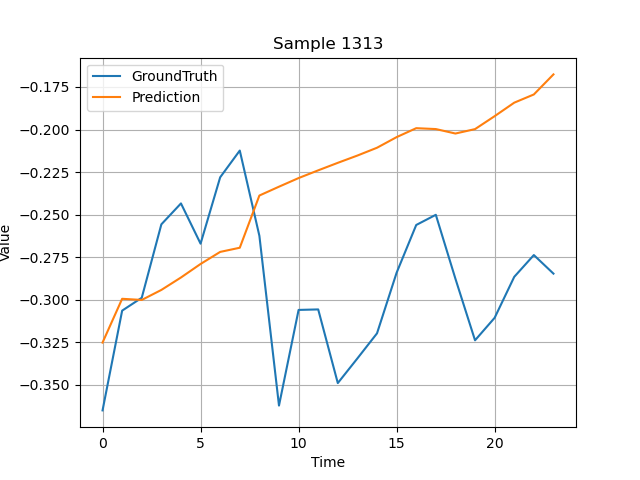 Sample 1313
GroundTruth
Prediction
−0.175
−0.200
−0.225
−0.250
−0.275
−0.300
−0.325
−0.350
Value
0 5 10 15 20
Time